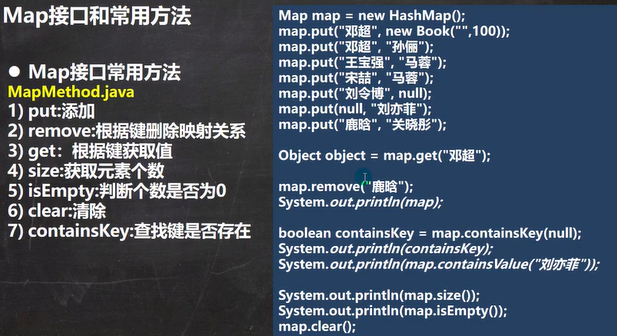 Map接口和常用方法
● Map接口常用方法
MapMethod.java
1) put:添加
2) remove:根据键删除映射关系
3) get：根据键获取值
4) size:获取元素个数
5) isEmpty:判断个数是否为0
6) clear:清除
7) containsKey:查找键是否存在
Map map = new HashMap();
map.put("邓超", new Book("",100));
map.put("邓超", "孙俪");
map.put("王宝强", "马蓉");
map.put("宋喆", "马蓉");
map.put("刘令博", null);
map.put(null, "刘亦菲");
map.put("鹿晗", "关晓彤");
Object object = map.get("邓超");
map.remove("鹿晗");
System.out.println(map);
boolean containsKey = map.containsKey(null);
System.out.println(containsKey);
System.out.println(map.containsValue("刘亦菲"));
System.out.println(map.size());
System.out.println(map.isEmpty());
map.clear();